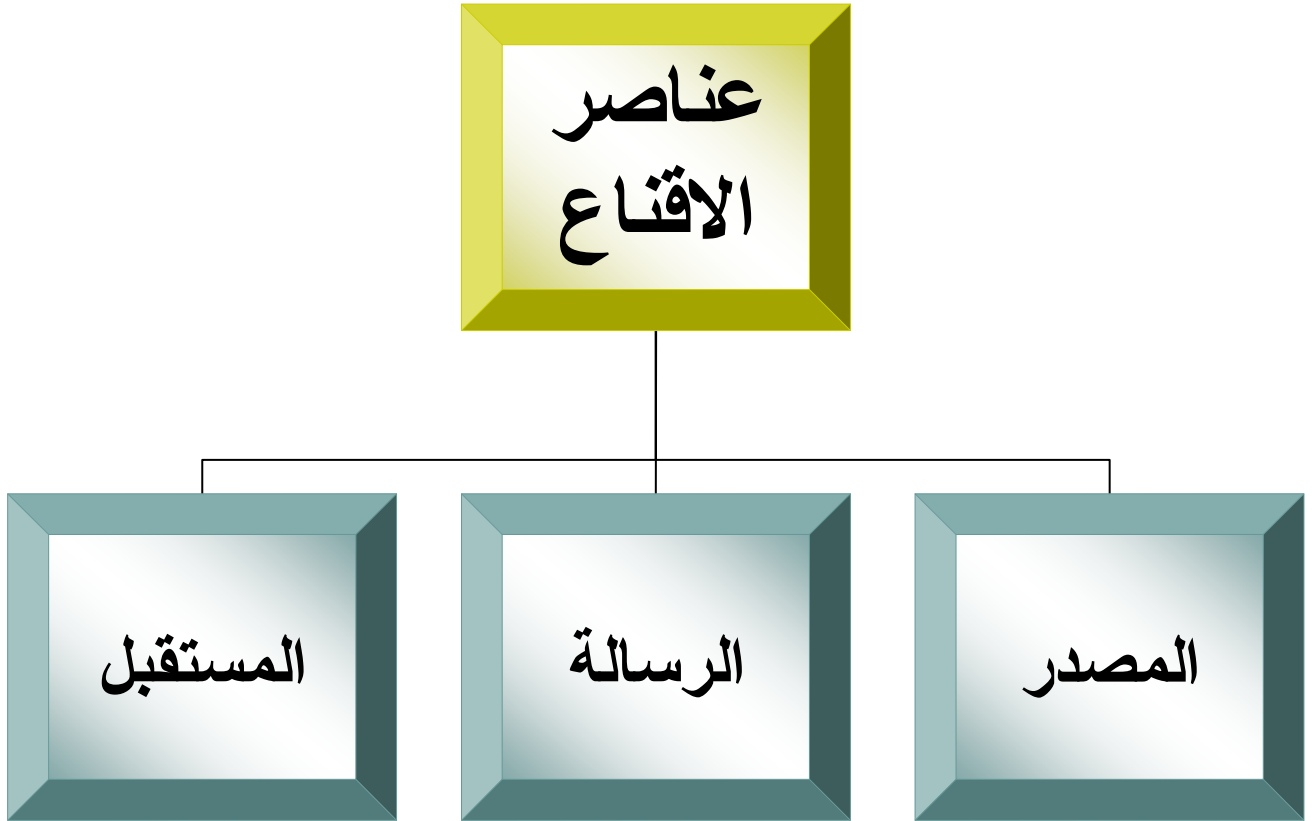 عناصر
الاقناع
المصدر
الرسالة
المستقبل